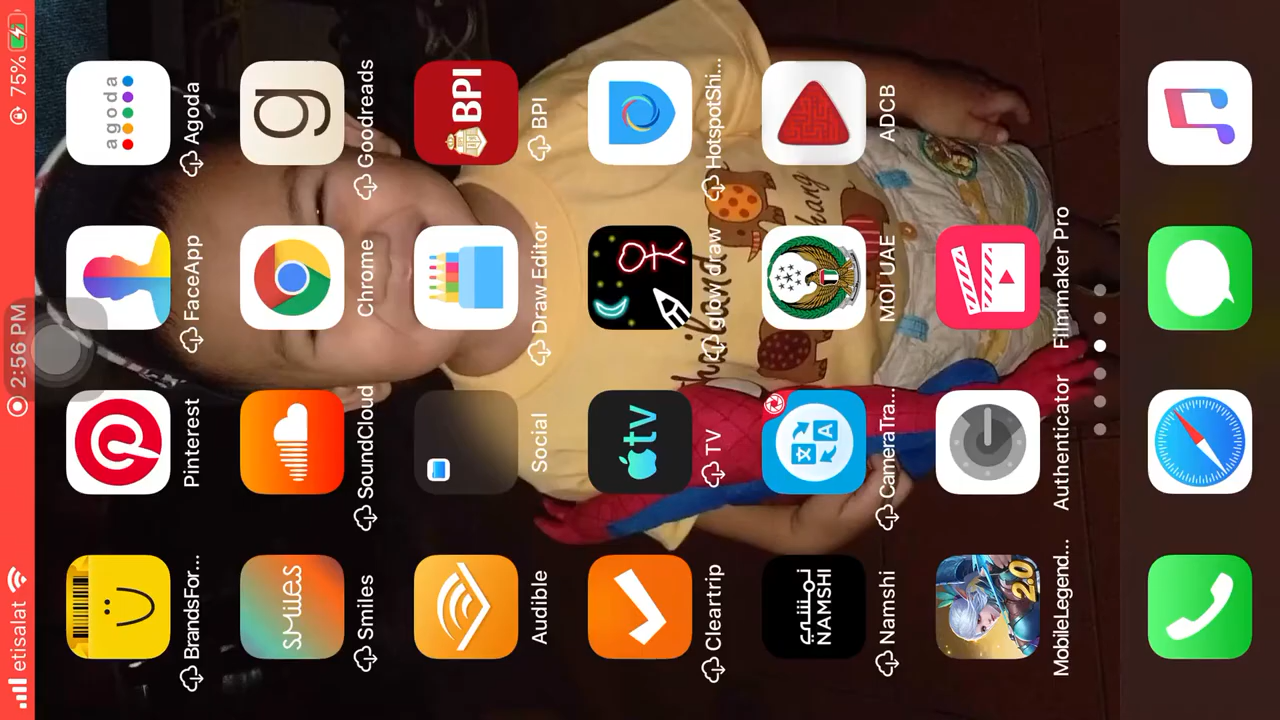 etisalat 2:56 PM 75%
agoda
BrandsFor... Pinterest FaceApp Agoda
SMILES g
Smiles SoundCloud Chrome Goodreads
BPI
Audible Social Draw Editor BPI
tv
Cleartrip TV glow draw HotspotShi...
نمشي
NAMSHI 文 A
Namshi CameraTra... MOI UAE ADCB
2.0
MobileLegend... Authenticator Filmmaker Pro